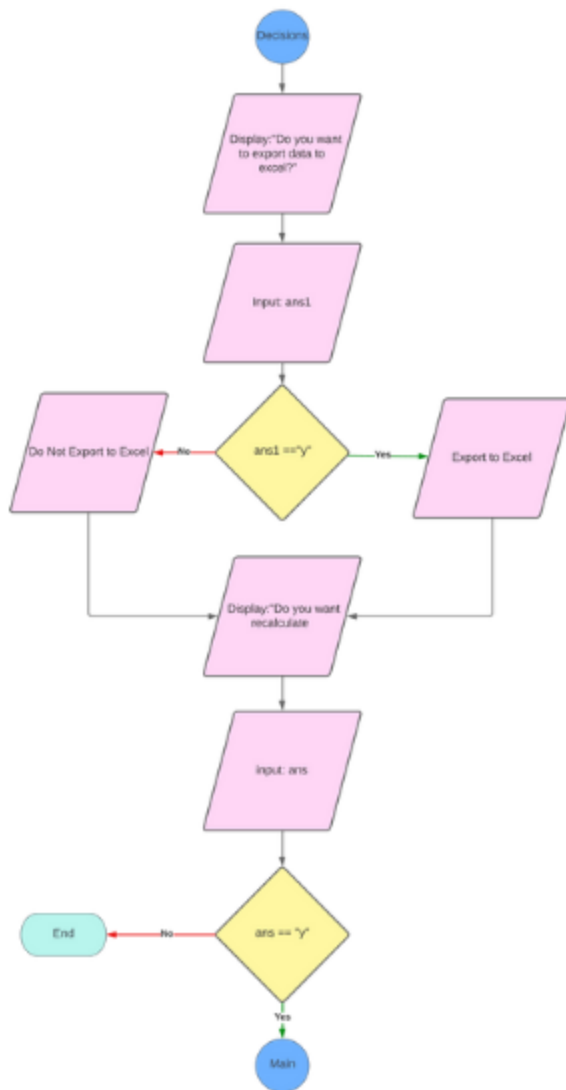 Decisions
Display:"Do you want
to export data to
excel?"
Input: ans1
ans1 =="y"
No
Do Not Export to Excel
Yes
Export to Excel
Display:"Do you want
recalculate
input: ans
ans == "y"
No
End
Yes
Main